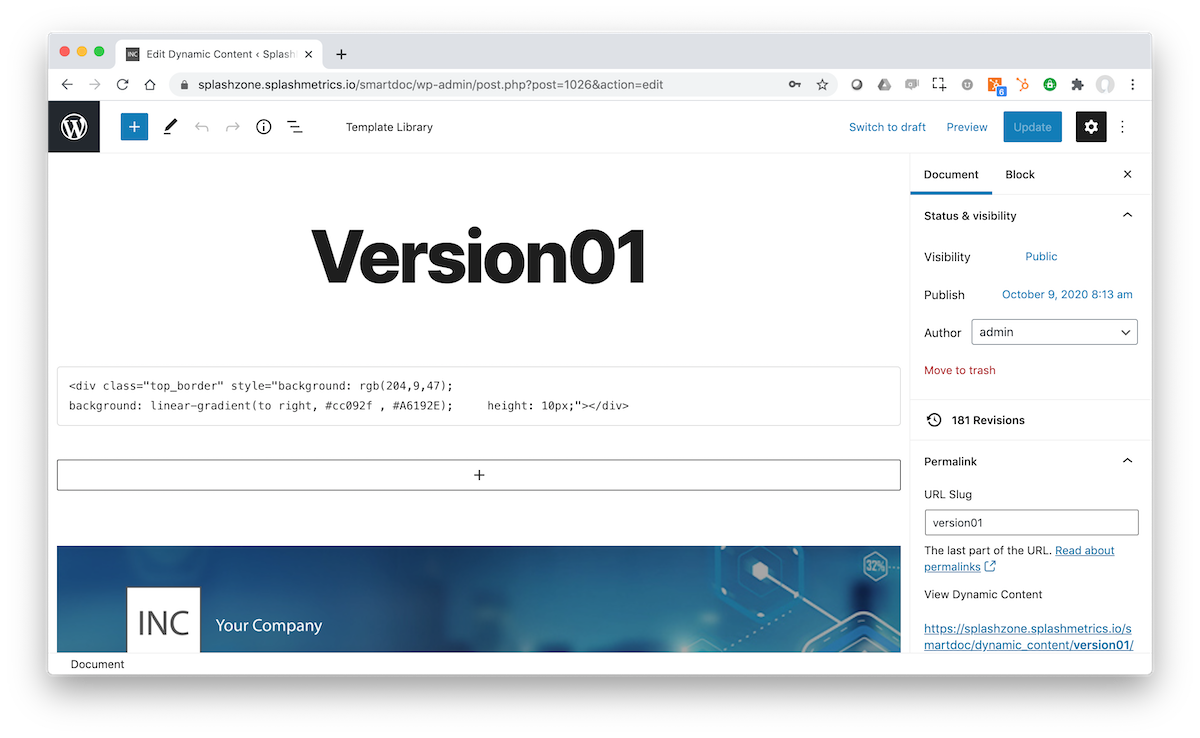 INC Edit Dynamic Content ‹ Splash
splashzone.splashmetrics.io/smartdoc/wp-admin/post.php?post=1026&action=edit
6
Template Library
Switch to draft
Preview
Update
Document
Block
Version01
<div class="top_border" style="background: rgb(204,9,47);
background: linear-gradient(to right, #cc092f , #A6192E);     height: 10px;"></div>
+
32%
INC
Your Company
Status & visibility
Visibility
Public
Publish
October 9, 2020 8:13 am
Author
admin
Move to trash
181 Revisions
Permalink
URL Slug
version01
The last part of the URL. Read about
permalinks
View Dynamic Content
https://splashzone.splashmetrics.io/s
martdoc/dynamic_content/version01/
Document